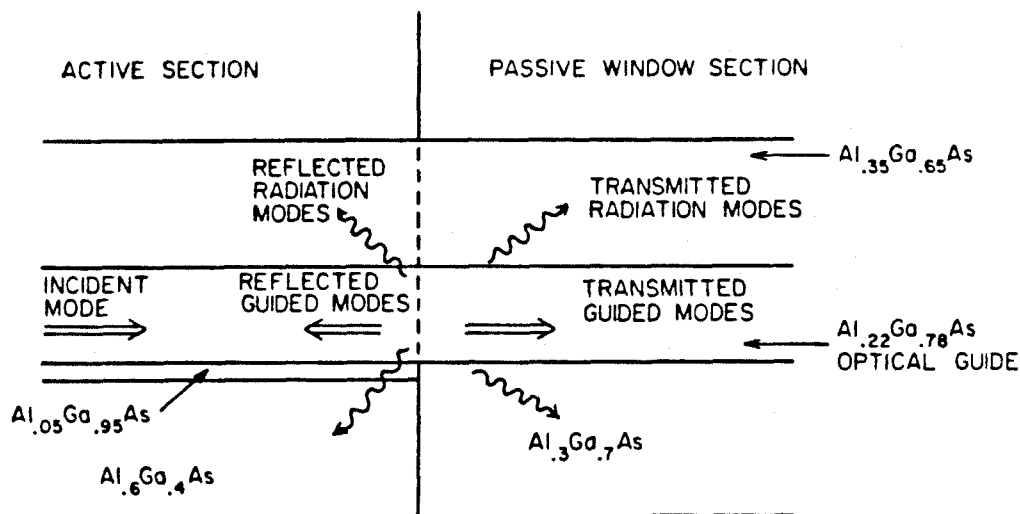 ACTIVE SECTION
PASSIVE WINDOW SECTION
Al.35Ga.65As
REFLECTED
RADIATION
MODES
TRANSMITTED
RADIATION MODES
INCIDENT
MODE
REFLECTED
GUIDED MODES
TRANSMITTED
GUIDED MODES
Al.22Ga.78As
OPTICAL GUIDE
Al.05Ga.95As
Al.3Ga.7As
Al.6Ga.4As